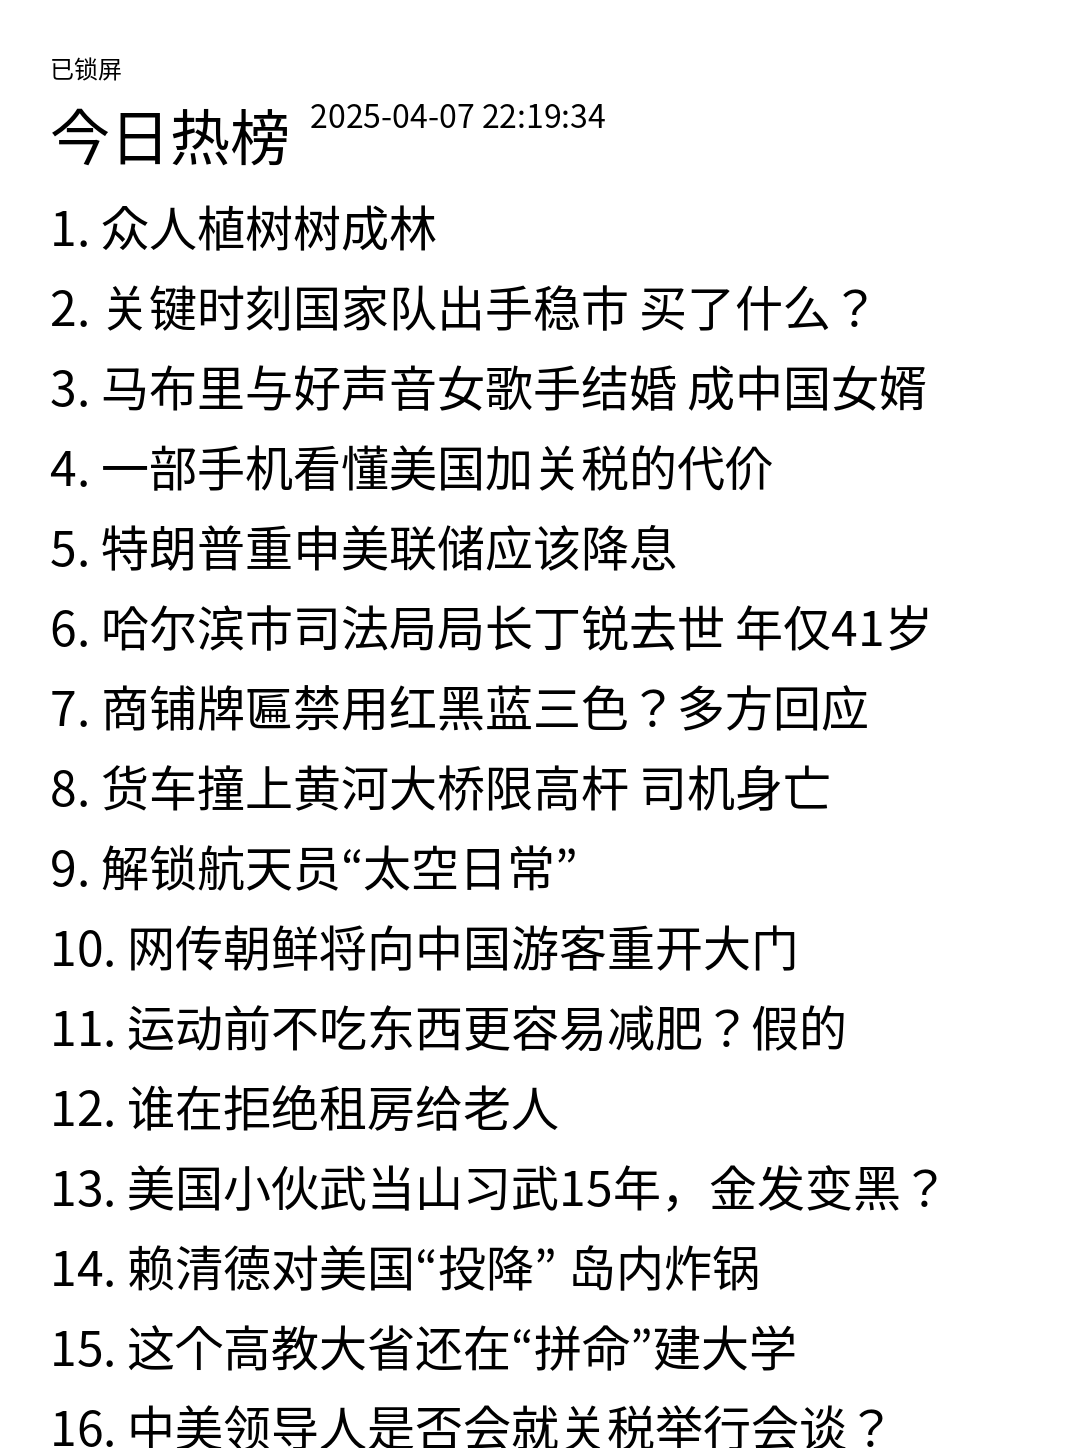 已锁屏
今日热榜 2025-04-07 22:19:34
1. 众人植树树成林
2. 关键时刻国家队出手稳市 买了什么？
3. 马布里与好声音女歌手结婚 成中国女婿
4. 一部手机看懂美国加关税的代价
5. 特朗普重申美联储应该降息
6. 哈尔滨市司法局局长丁锐去世 年仅41岁
7. 商铺牌匾禁用红黑蓝三色？多方回应
8. 货车撞上黄河大桥限高杆 司机身亡
9. 解锁航天员“太空日常”
10. 网传朝鲜将向中国游客重开大门
11. 运动前不吃东西更容易减肥？假的
12. 谁在拒绝租房给老人
13. 美国小伙武当山习武15年，金发变黑？
14. 赖清德对美国“投降” 岛内炸锅
15. 这个高教大省还在“拼命”建大学
16. 中美领导人是否会就关税举行会谈？